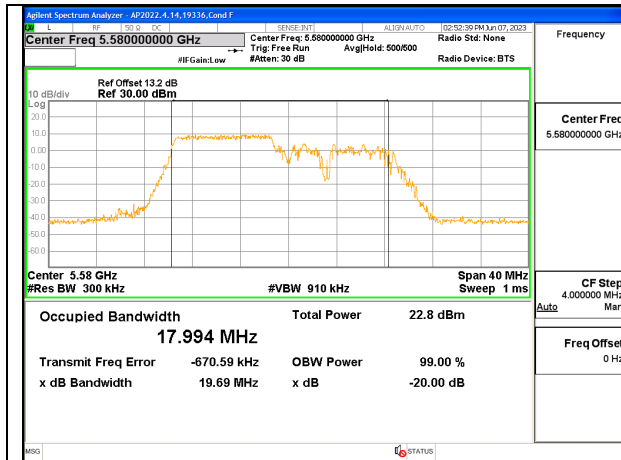 Agilent Spectrum Analyzer - AP2022.4.14,19336,Cond F
L RF 50 Ω DC SENSE:INT ALIGNAUTO 02:52:39 PM Jun 07, 2023
Center Freq 5.580000000 GHz
Center Freq: 5.580000000 GHz
Radio Std: None
Trig: Free Run Avg|Hold: 500/500
#IFGain:Low #Atten: 30 dB Radio Device: BTS
Frequency
Ref Offset 13.2 dB
10 dB/div Ref 30.00 dBm
Log
20.0
10.0
0.00
-10.0
-20.0
-30.0
-40.0
-50.0
-60.0
Center 5.58 GHz Span 40 MHz
#Res BW 300 kHz #VBW 910 kHz Sweep 1 ms
Occupied Bandwidth Total Power 22.8 dBm
17.994 MHz
Transmit Freq Error -670.59 kHz OBW Power 99.00 %
x dB Bandwidth 19.69 MHz x dB -20.00 dB
Center Freq
5.580000000 GHz
CF Step
4.000000 MHz
Auto Man
Freq Offset
0 Hz
MSG STATUS